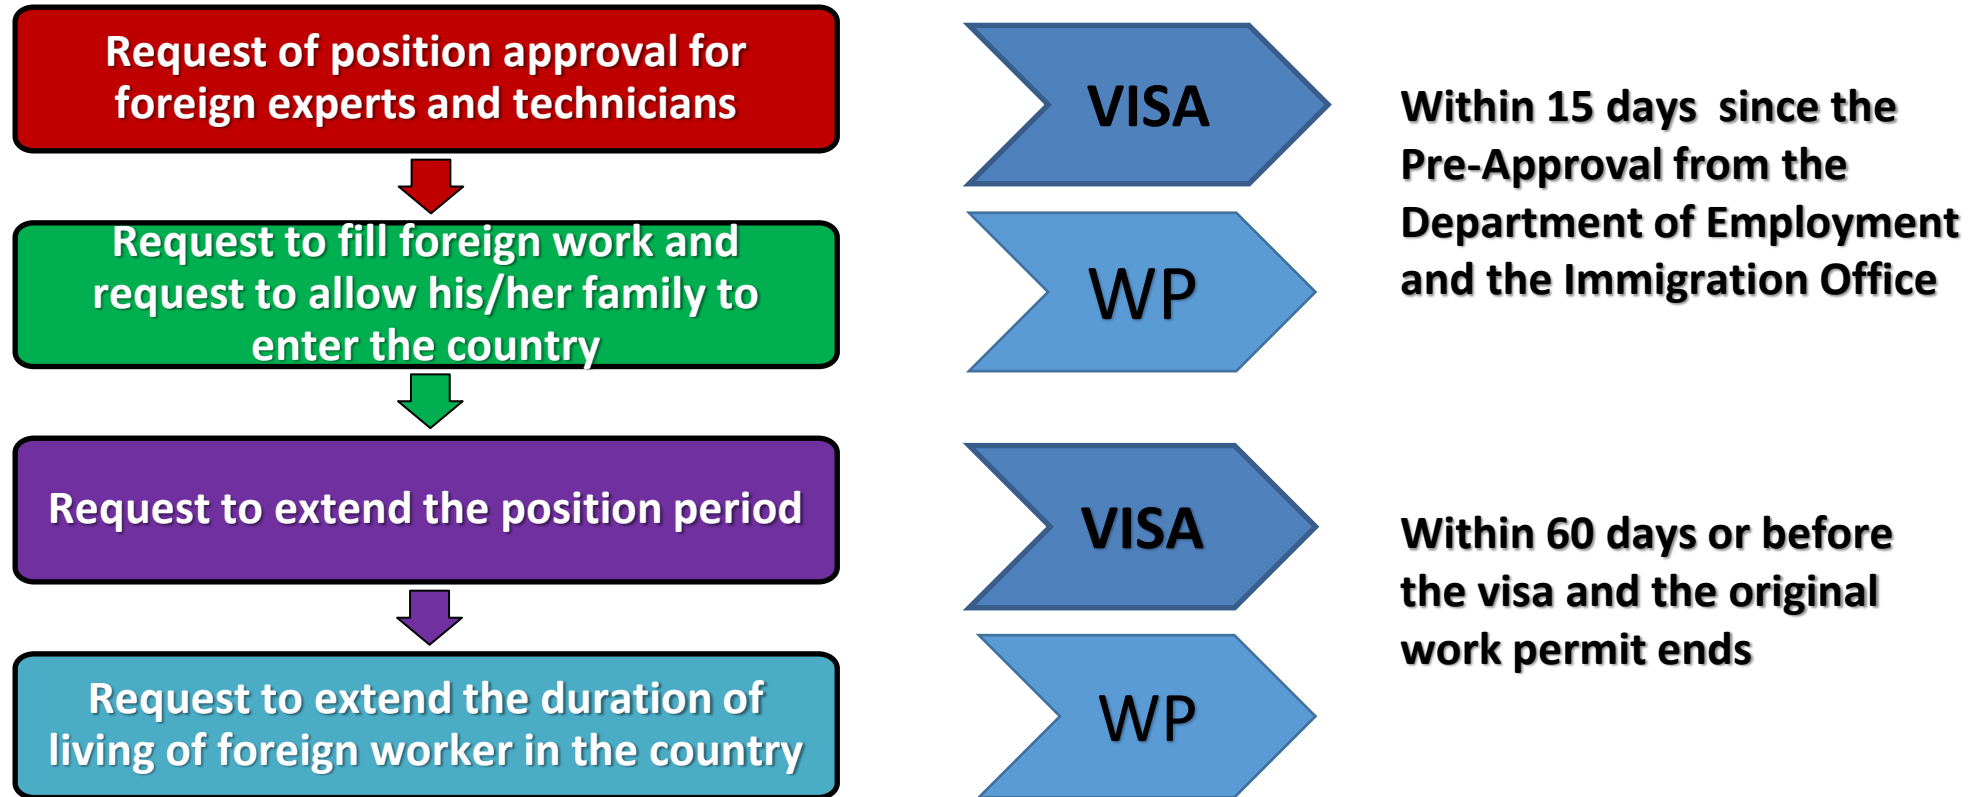 Request of position approval for
foreign experts and technicians
VISA
Within 15 days since the
Pre-Approval from the
Department of Employment
and the Immigration Office
Request to fill foreign work and
request to allow his/her family to
enter the country
WP
Request to extend the position period
VISA
Within 60 days or before
the visa and the original
work permit ends
Request to extend the duration of
living of foreign worker in the country
WP